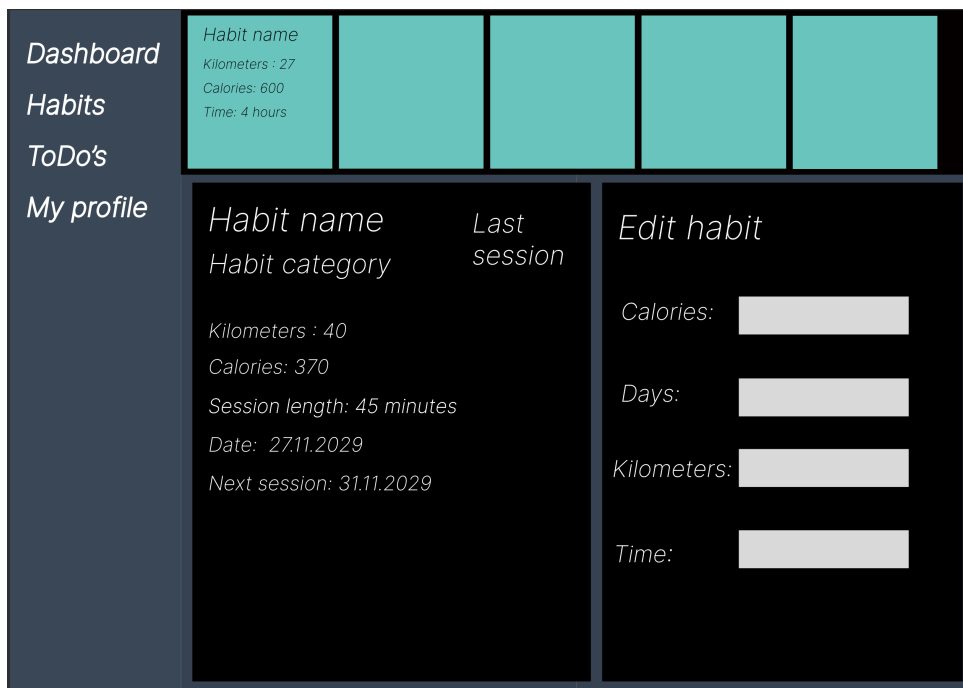 Dashboard
Habits
ToDo's
My profile
Habit name
Kilometers : 27
Calories: 600
Time: 4 hours
Habit name
Habit category
Last
session
Kilometers : 40
Calories: 370
Session length: 45 minutes
Date: 27.11.2029
Next session: 31.11.2029
Edit habit
Calories:
Days:
Kilometers:
Time: